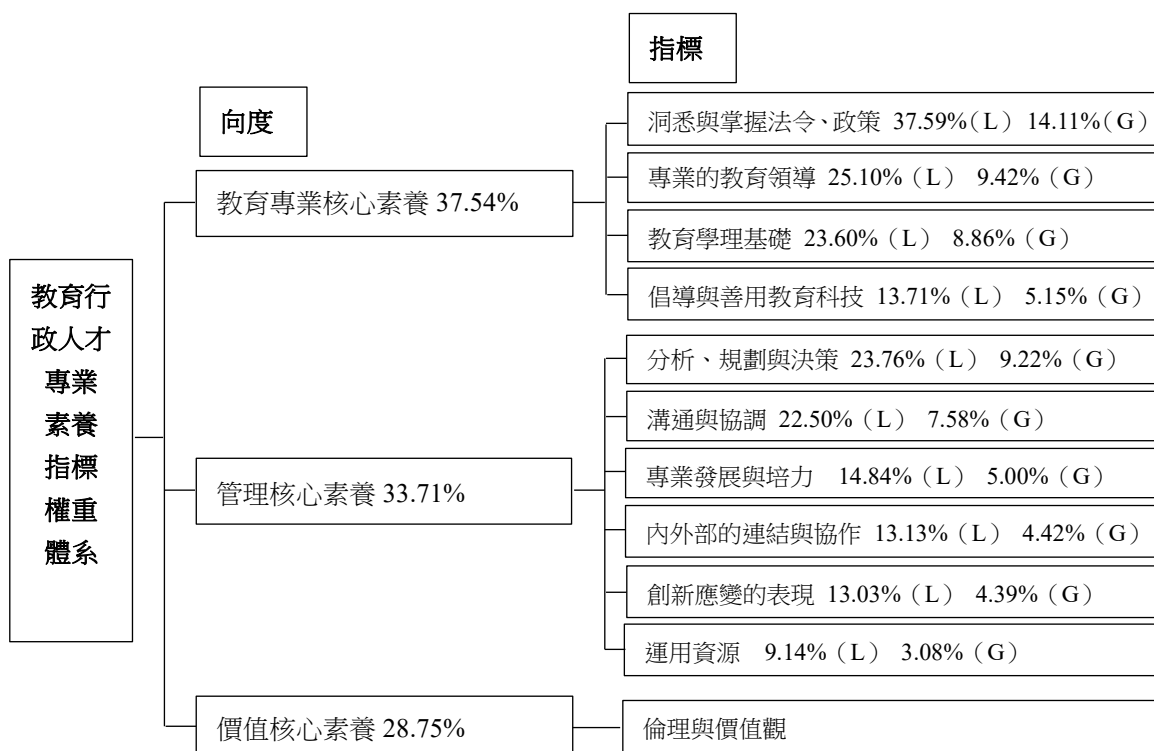 指標
向度
教育行
政人才
專業
素養
指標
權重
體系
教育專業核心素養 37.54%
洞悉與掌握法令、政策 37.59%（L） 14.11%（G）
專業的教育領導 25.10%（L） 9.42%（G）
教育學理基礎 23.60%（L） 8.86%（G）
倡導與善用教育科技 13.71%（L） 5.15%（G）
管理核心素養 33.71%
分析、規劃與決策 23.76%（L） 9.22%（G）
溝通與協調 22.50%（L） 7.58%（G）
專業發展與培力 14.84%（L） 5.00%（G）
內外部的連結與協作 13.13%（L） 4.42%（G）
創新應變的表現 13.03%（L） 4.39%（G）
運用資源 9.14%（L） 3.08%（G）
價值核心素養 28.75%
倫理與價值觀